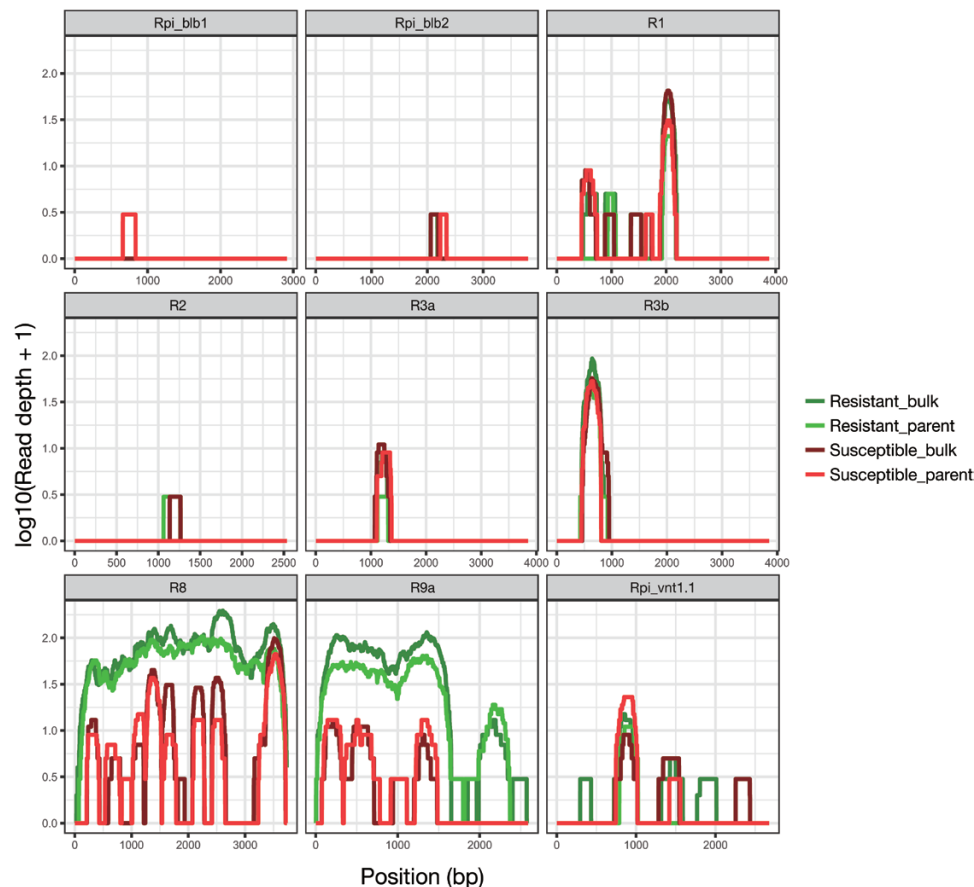 Rpi_blb1 Rpi_blb2 R1
2.0
1.5
1.0
0.5
0.0
0 1000 2000 3000 0 1000 2000 3000 0 1000 2000 3000 4000
R2 R3a R3b
2.0
1.5
1.0
0.5
0.0
0 500 1000 1500 2000 2500 0 1000 2000 3000 4000 0 1000 2000 3000 4000
R8 R9a Rpi_vnt1.1
2.0
1.5
1.0
0.5
0.0
0 1000 2000 3000 0 1000 2000 0 1000 2000
log10(Read depth + 1)
Position (bp)
Resistant_bulk
Resistant_parent
Susceptible_bulk
Susceptible_parent